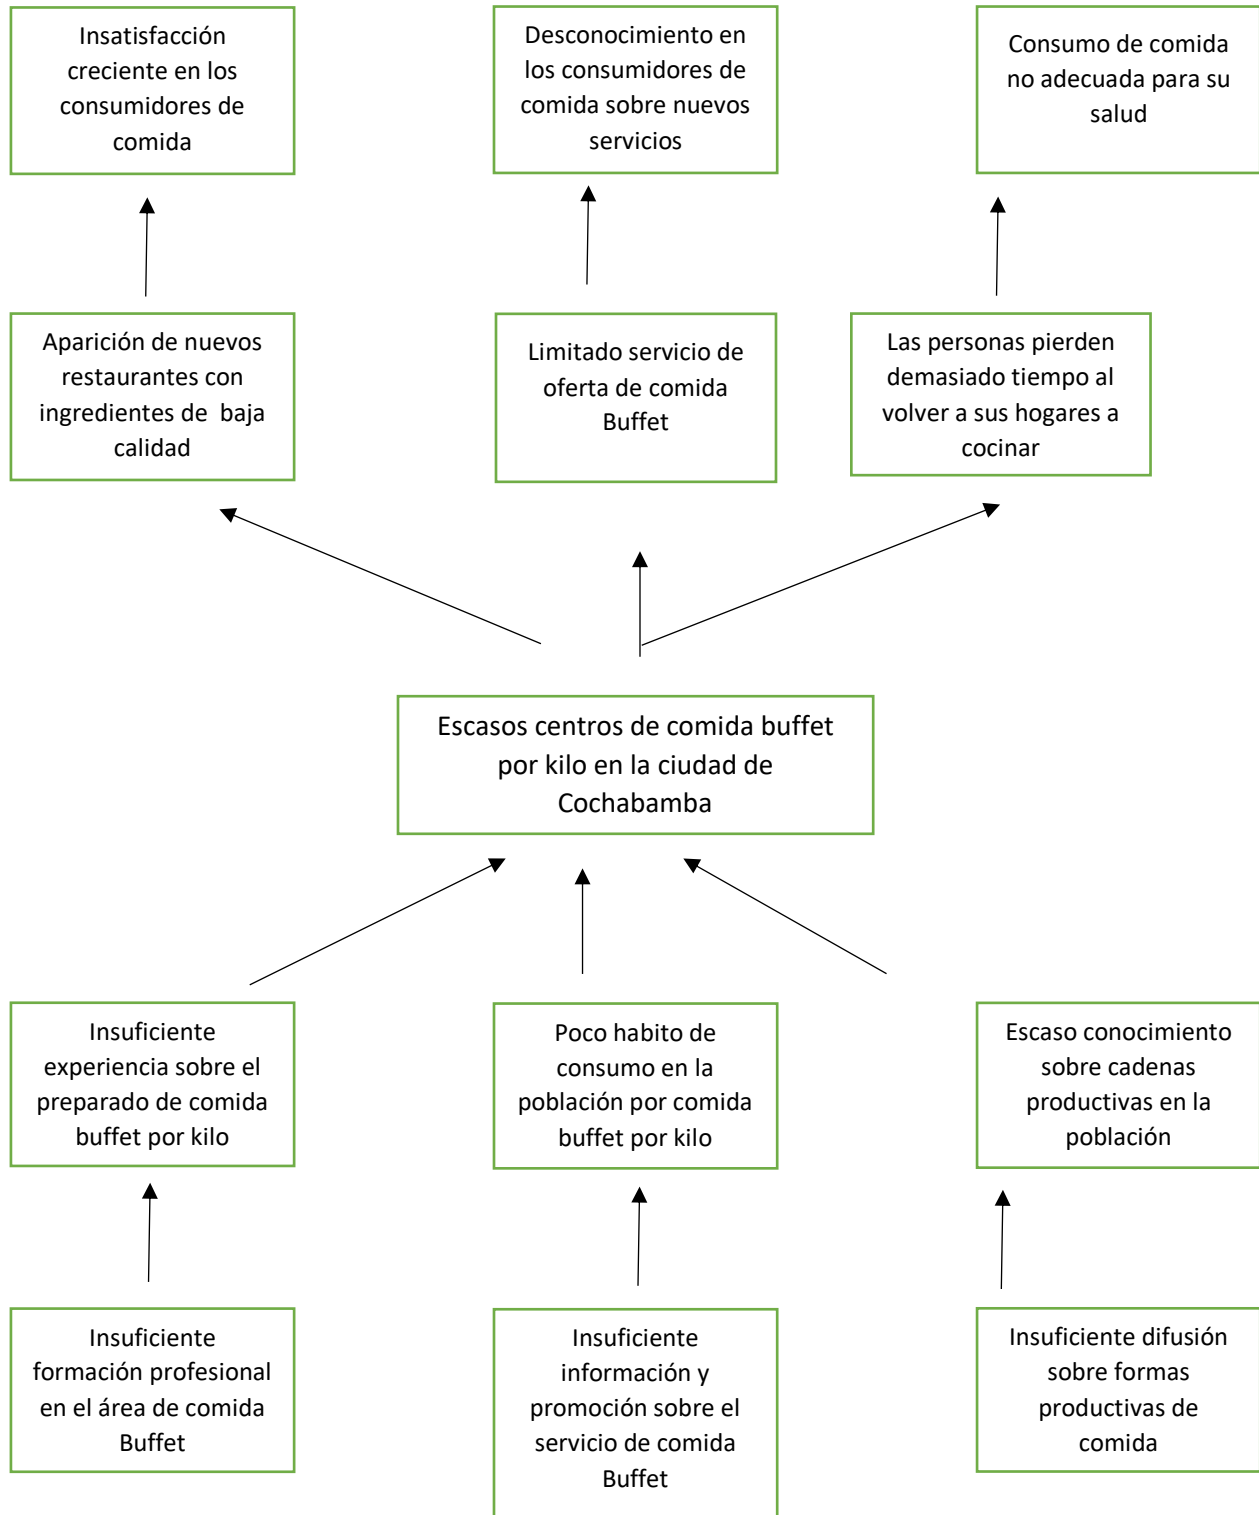 Insatisfacción
creciente en los
consumidores de
comida
Desconocimiento en
los consumidores de
comida sobre nuevos
servicios
Consumo de comida
no adecuada para su
salud
Aparición de nuevos
restaurantes con
ingredientes de  baja
calidad
Limitado servicio de
oferta de comida
Buffet
Las personas pierden
demasiado tiempo al
volver a sus hogares a
cocinar
Escasos centros de comida buffet
por kilo en la ciudad de
Cochabamba
Insuficiente
experiencia sobre el
preparado de comida
buffet por kilo
Poco habito de
consumo en la
población por comida
buffet por kilo
Escaso conocimiento
sobre cadenas
productivas en la
población
Insuficiente
formación profesional
en el área de comida
Buffet
Insuficiente
información y
promoción sobre el
servicio de comida
Buffet
Insuficiente difusión
sobre formas
productivas de
comida